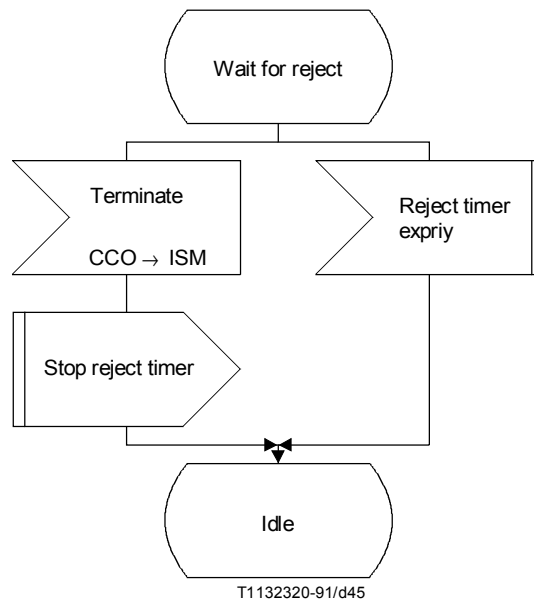 Wait for reject
Terminate
CCO → ISM
Reject timer
expriy
Stop reject timer
Idle
T1132320-91/d45